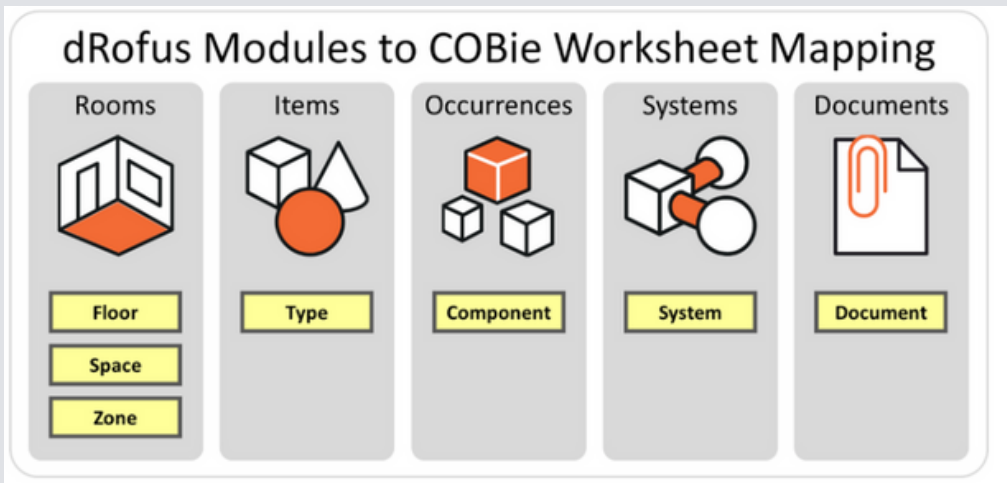 dRofus Modules to COBie Worksheet Mapping
Rooms
Floor
Space
Zone
Items
Type
Occurrences
Component
Systems
System
Documents
Document